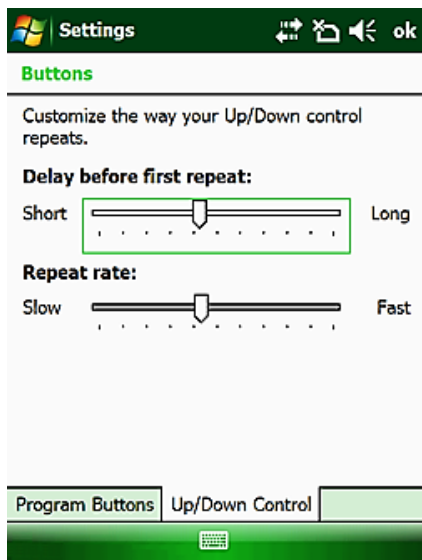 Settings
ok
Buttons
Customize the way your Up/Down control
repeats.
Delay before first repeat:
Short Long
Repeat rate:
Slow Fast
Program Buttons Up/Down Control